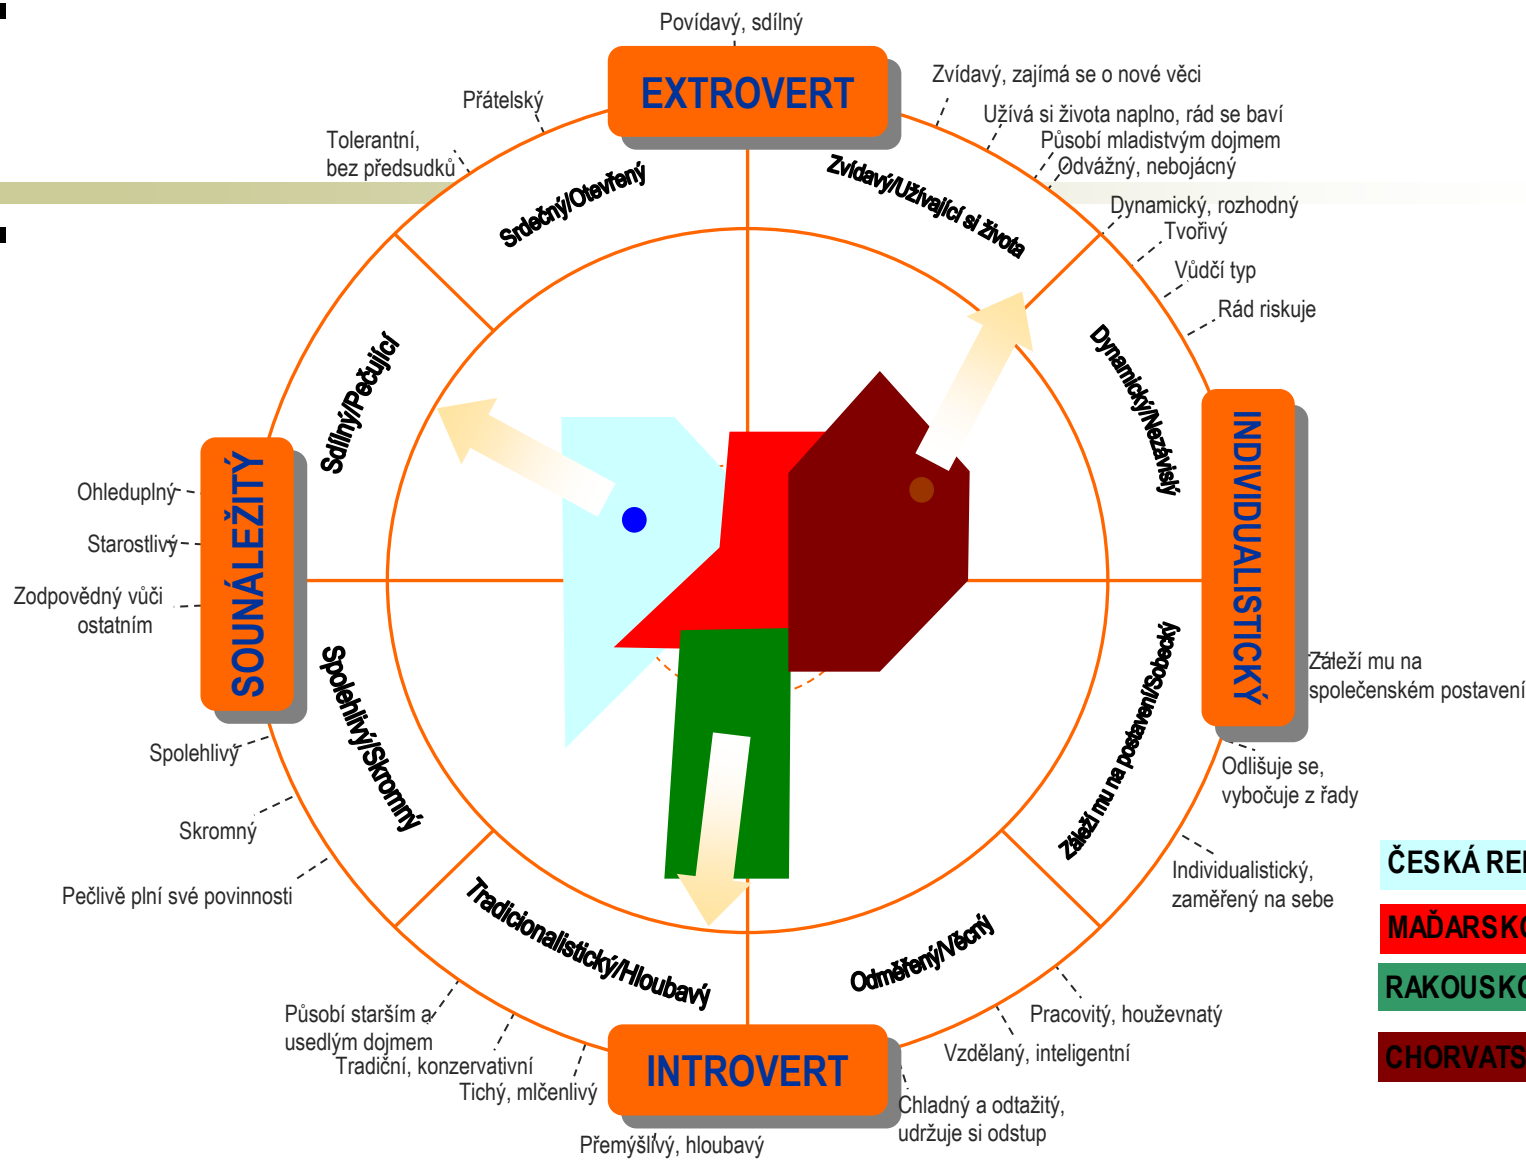 Povídavý, sdílný
EXTROVERT
Zvídavý, zajímá se o nové věci
Přátelský
Užívá si života naplno, rád se baví
Tolerantní,
bez předsudků
Působí mladistvým dojmem
Odvážný, nebojácný
Srdečný/Otevřený
Zvídavý/Užívající si života
Dynamický, rozhodný
Tvořivý
Vůdčí typ
Rád riskuje
Sdílný/Pečující
Dynamický/Nezávislý
SOUNÁLEŽITÝ
INDIVIDUALISTICKÝ
Ohleduplný
Starostlivý
Zodpovědný vůči
ostatním
Záleží mu na
společenském postavení
Spolehlivý/Skromný
Záleží mu na postavení/Sobecký
Spolehlivý
Odlišuje se,
vybočuje z řady
Skromný
Individualistický,
zaměřený na sebe
Pečlivě plní své povinnosti
Tradicionalistický/Hloubavý
Odměřený/Věcný
Působí starším a
usedlým dojmem
Tradiční, konzervativní
Tichý, mlčenlivý
Pracovitý, houževnatý
Vzdělaný, inteligentní
INTROVERT
Chladný a odtažitý,
udržuje si odstup
Přemýšlivý, hloubavý
ČESKÁ
MAĎARSKO
RAKOUSKO
CHORVATS